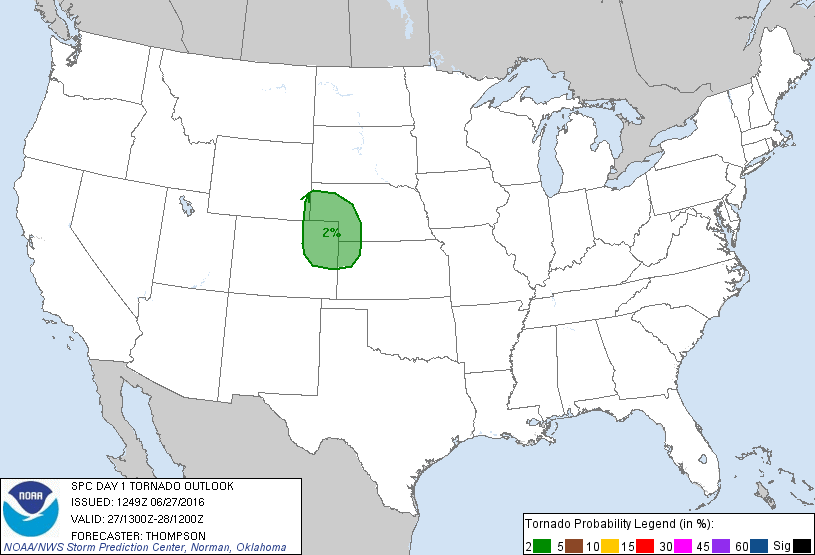 2%
NOAA
SPC DAY 1 TORNADO OUTLOOK
ISSUED: 1249Z 06/27/2016
VALID: 27/1300Z-28/1200Z
FORECASTER: THOMPSON
NOAA/NWS Storm Prediction Center, Norman, Oklahoma
Tornado Probability Legend (in %):
2 5 10 15 30 45 60 Sig